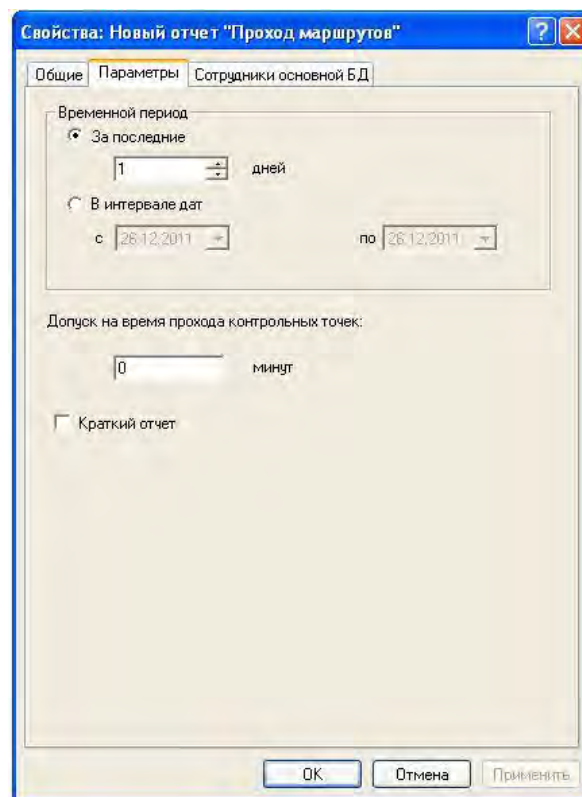 Свойства: Новый отчет "Проход маршрутов"
Общие Параметры Сотрудники основной БД
Временной период
За последние
1 дней
В интервале дат
с 26.12.2011 по 26.12.2011
Допуск на время прохода контрольных точек:
0 минут
Краткий отчет
OK Отмена Применить